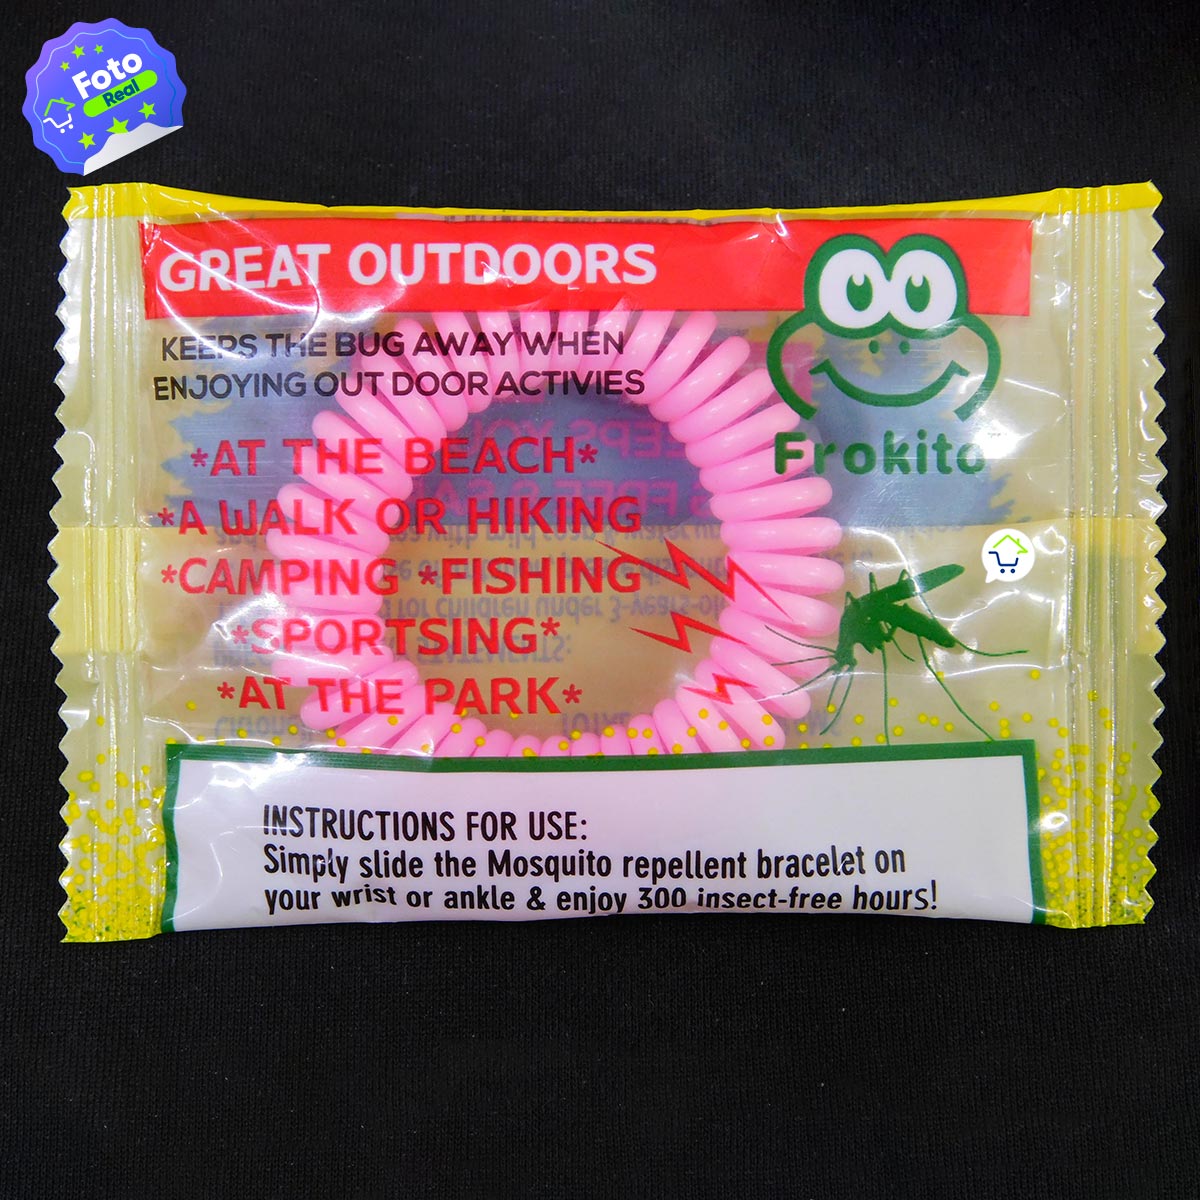 Foto
Real
GREAT OUTDOORS
KEEPS THE BUG AWAY WHEN
ENJOYING OUT DOOR ACTIVIES
*AT THE BEACH*
*A WALK OR HIKING
*CAMPING *FISHING
*SPORTSING*
*AT THE PARK*
Frokito
INSTRUCTIONS FOR USE:
Simply slide the Mosquito repellent bracelet on
your wrist or ankle & enjoy 300 insect-free hours!